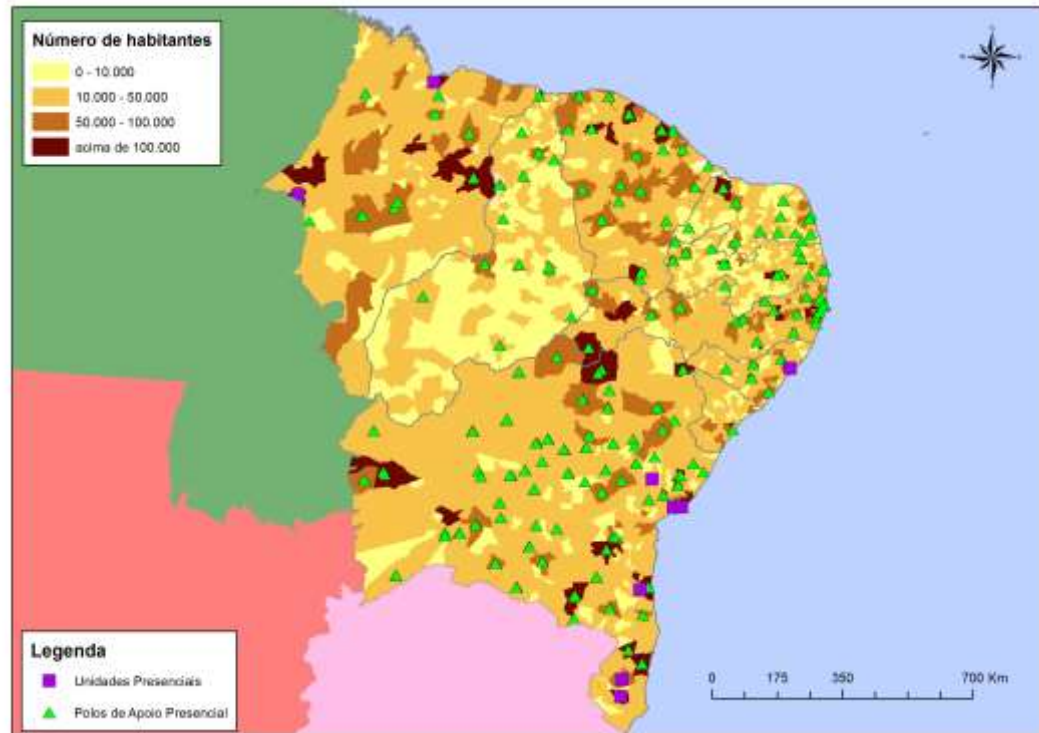 Número de habitantes
0 - 10.000
10.000 - 50.000
50.000 - 100.000
acima de 100.000
Legenda
Unidades Presenciais
Polos de Apoio Presencial
0 175 350 700 Km